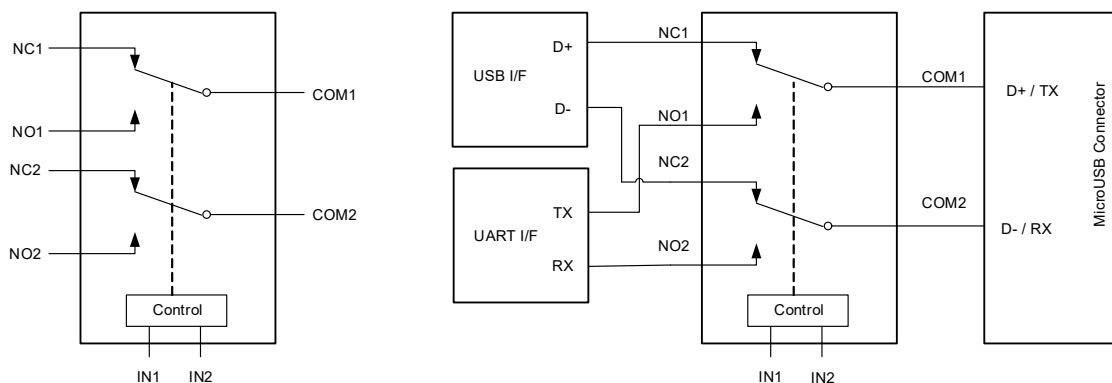 NC1
NO1
NC2
NO2
COM1
COM2
Control
IN1 IN2
USB I/F
D+
D-
UART I/F
TX
RX
NC1
NO1
NC2
NO2
Control
IN1 IN2
COM1
COM2
D+ / TX
D- / RX
MicroUSB Connector